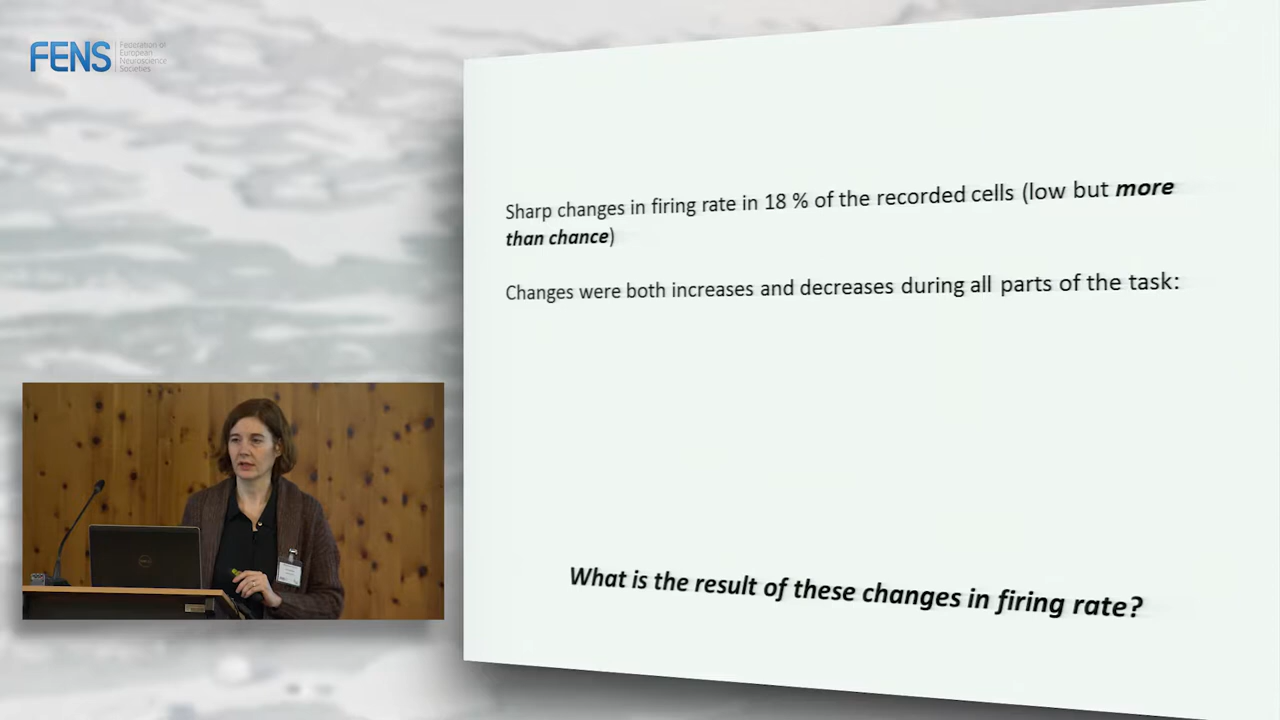 FENS
Federation of
European
Neuroscience
Societies
Sharp changes in firing rate in 18 % of the recorded cells (low but more
than chance)
Changes were both increases and decreases during all parts of the task:
What is the result of these changes in firing rate?